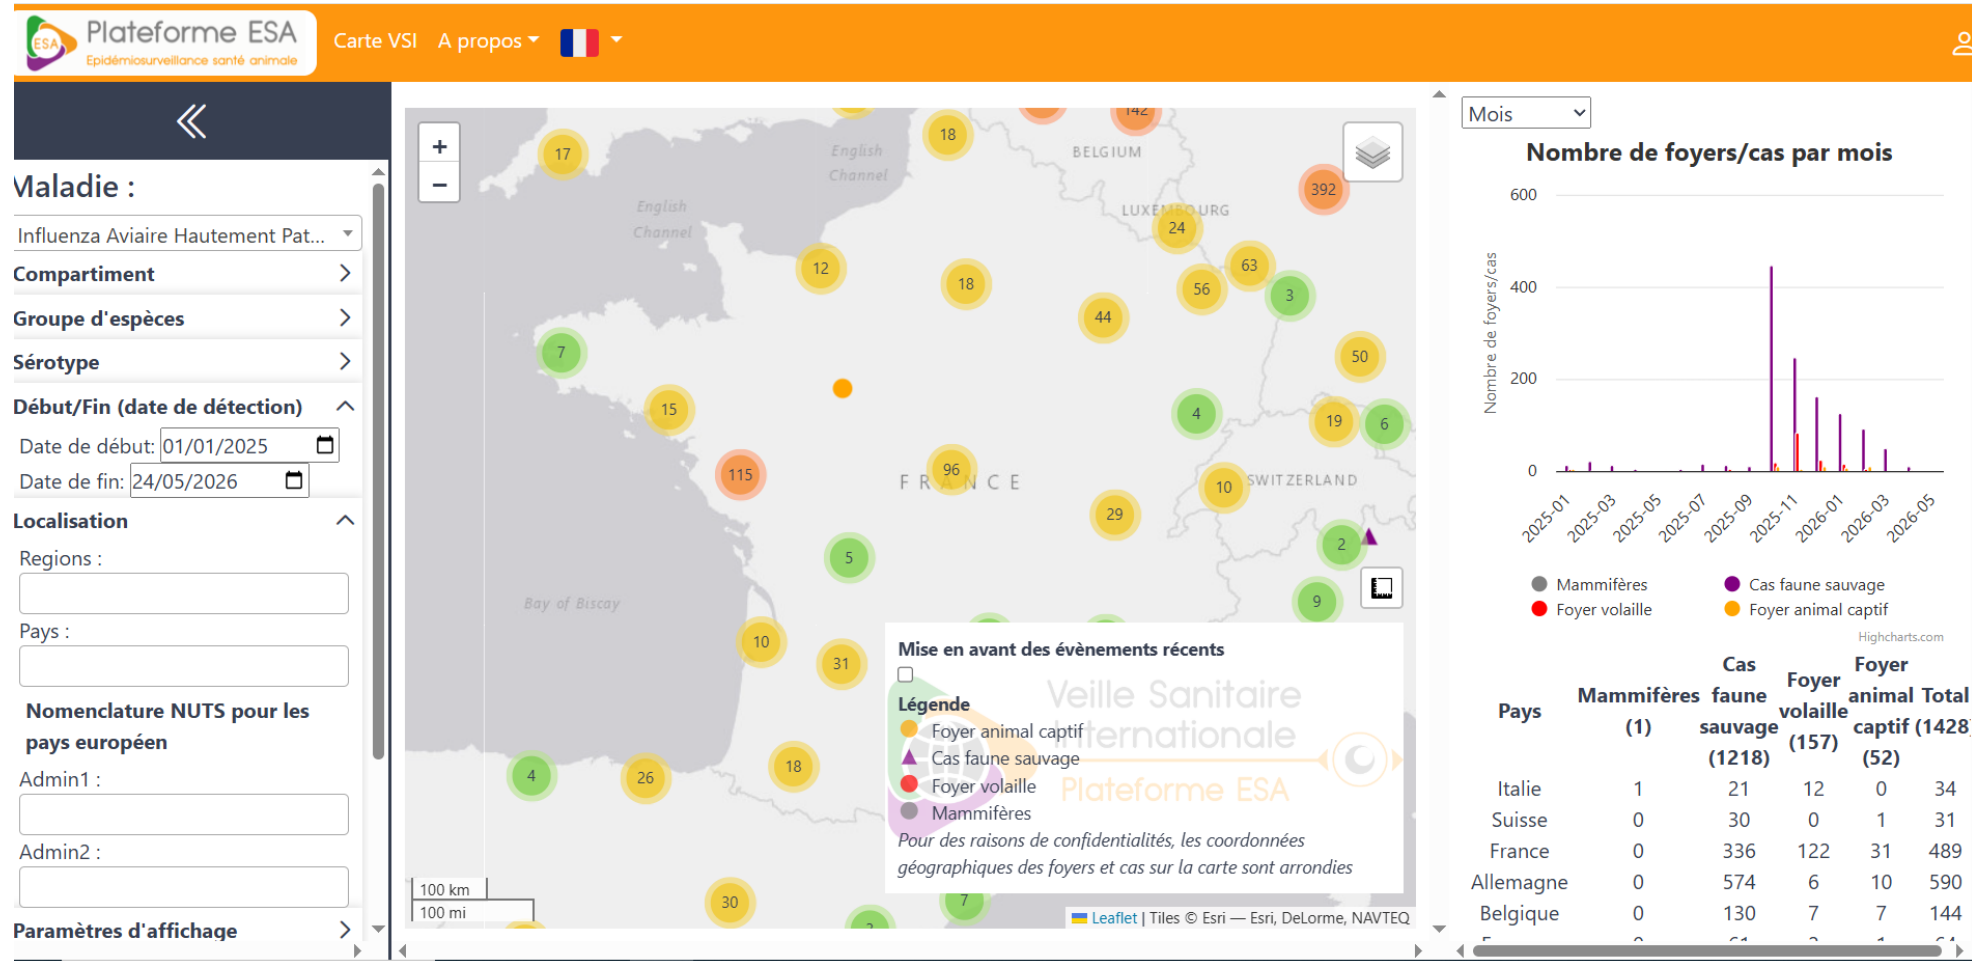 Plateforme ESA
Epidémiosurveillance santé animale
ESA
Carte VSI
A propos
Maladie :
Influenza Aviaire Hautement Pat...
Compartiment
Groupe d'espèces
Sérotype
Début/Fin (date de détection)
Date de début: 01/01/2025
Date de fin: 24/05/2026
Localisation
Regions :
Pays :
Nomenclature NUTS pour les
pays européen
Admin1 :
Admin2 :
Paramètres d'affichage
+
−
142
18
17
English
Channel
BELGIUM
392
English
Channel
LUXEMBOURG
24
12
63
18
56
3
44
7
50
15
4
19
6
115
96
FRANCE
10
SWITZERLAND
29
2
5
Bay of Biscay
9
10
31
4
26
18
30
7
2
100 km
100 mi
Mise en avant des évènements récents
Légende
Foyer animal captif
Cas faune sauvage
Foyer volaille
Mammifères
Pour des raisons de confidentialités, les coordonnées
géographiques des foyers et cas sur la carte sont arrondies
Veille Sanitaire
Internationale
Plateforme ESA
Leaflet | Tiles © Esri — Esri, DeLorme, NAVTEQ
Mois
Nombre de foyers/cas par mois
Nombre de foyers/cas
600
400
200
0
2025-01 2025-03 2025-05 2025-07 2025-09 2025-11 2026-01 2026-03 2026-05
Mammifères Cas faune sauvage
Foyer volaille Foyer animal captif
Highcharts.com
Pays Mammifères (1) Cas faune sauvage (1218) Foyer volaille (157) Foyer animal captif (52) Total (1428
Italie 1 21 12 0 34
Suisse 0 30 0 1 31
France 0 336 122 31 489
Allemagne 0 574 6 10 590
Belgique 0 130 7 7 144